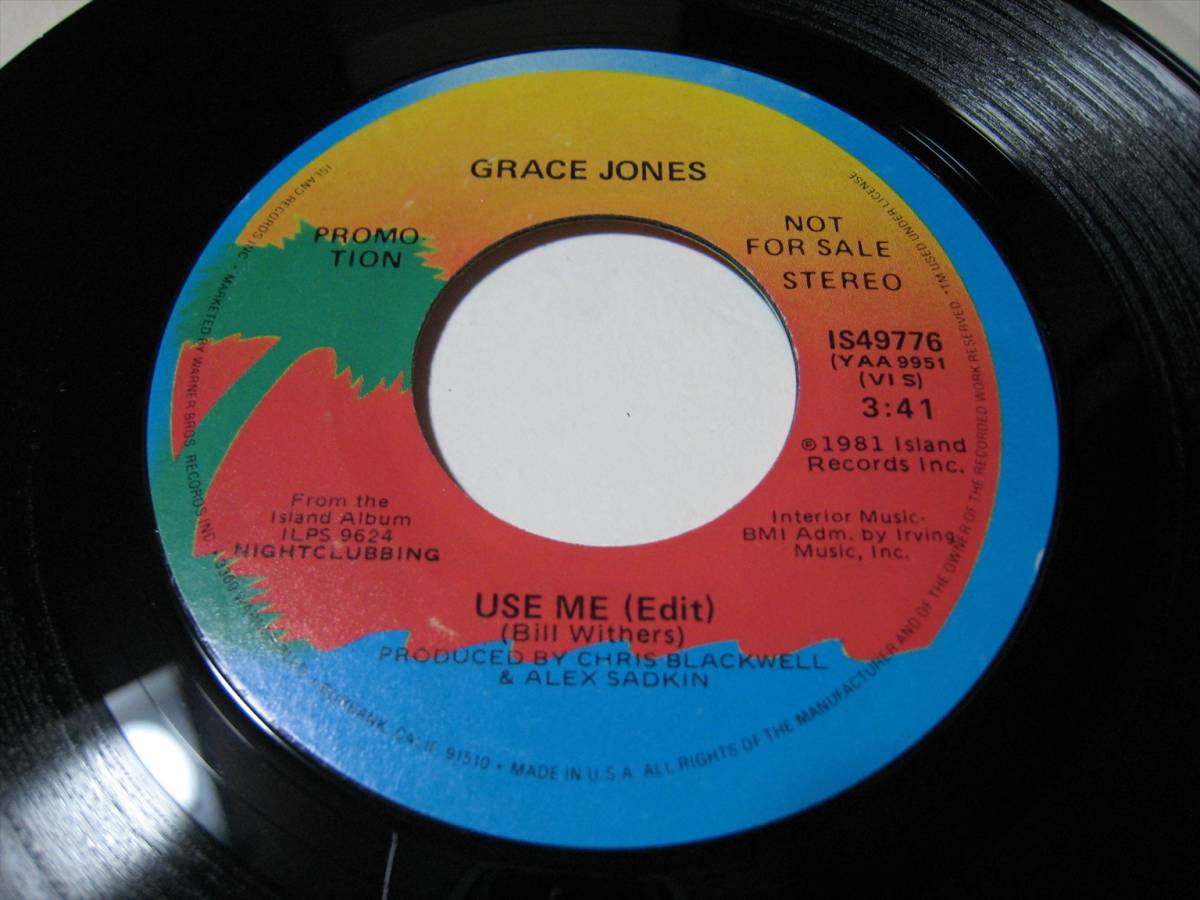 GRACE JONES
PROMO
TION
NOT
FOR SALE
STEREO
IS49776
(YAA 9951
(VI S)
3:41
℗1981 Island
Records Inc.
From the
Island Album
ILPS 9624
NIGHTCLUBBING
Interior Music-
BMI Adm. by Irving
Music, Inc.
USE ME (Edit)
(Bill Withers)
PRODUCED BY CHRIS BLACKWELL
& ALEX SADKIN
ISLAND RECORDS INC • MARKETED BY WARNER BROS. RECORDS INC • 3300 BURBANK, CALIF. 91510 • MADE IN U.S A. ALL RIGHTS OF THE MANUFACTURER AND OF THE OWNER OF THE RECORDED WORK RESERVED • TM USED UNDER LICENSE